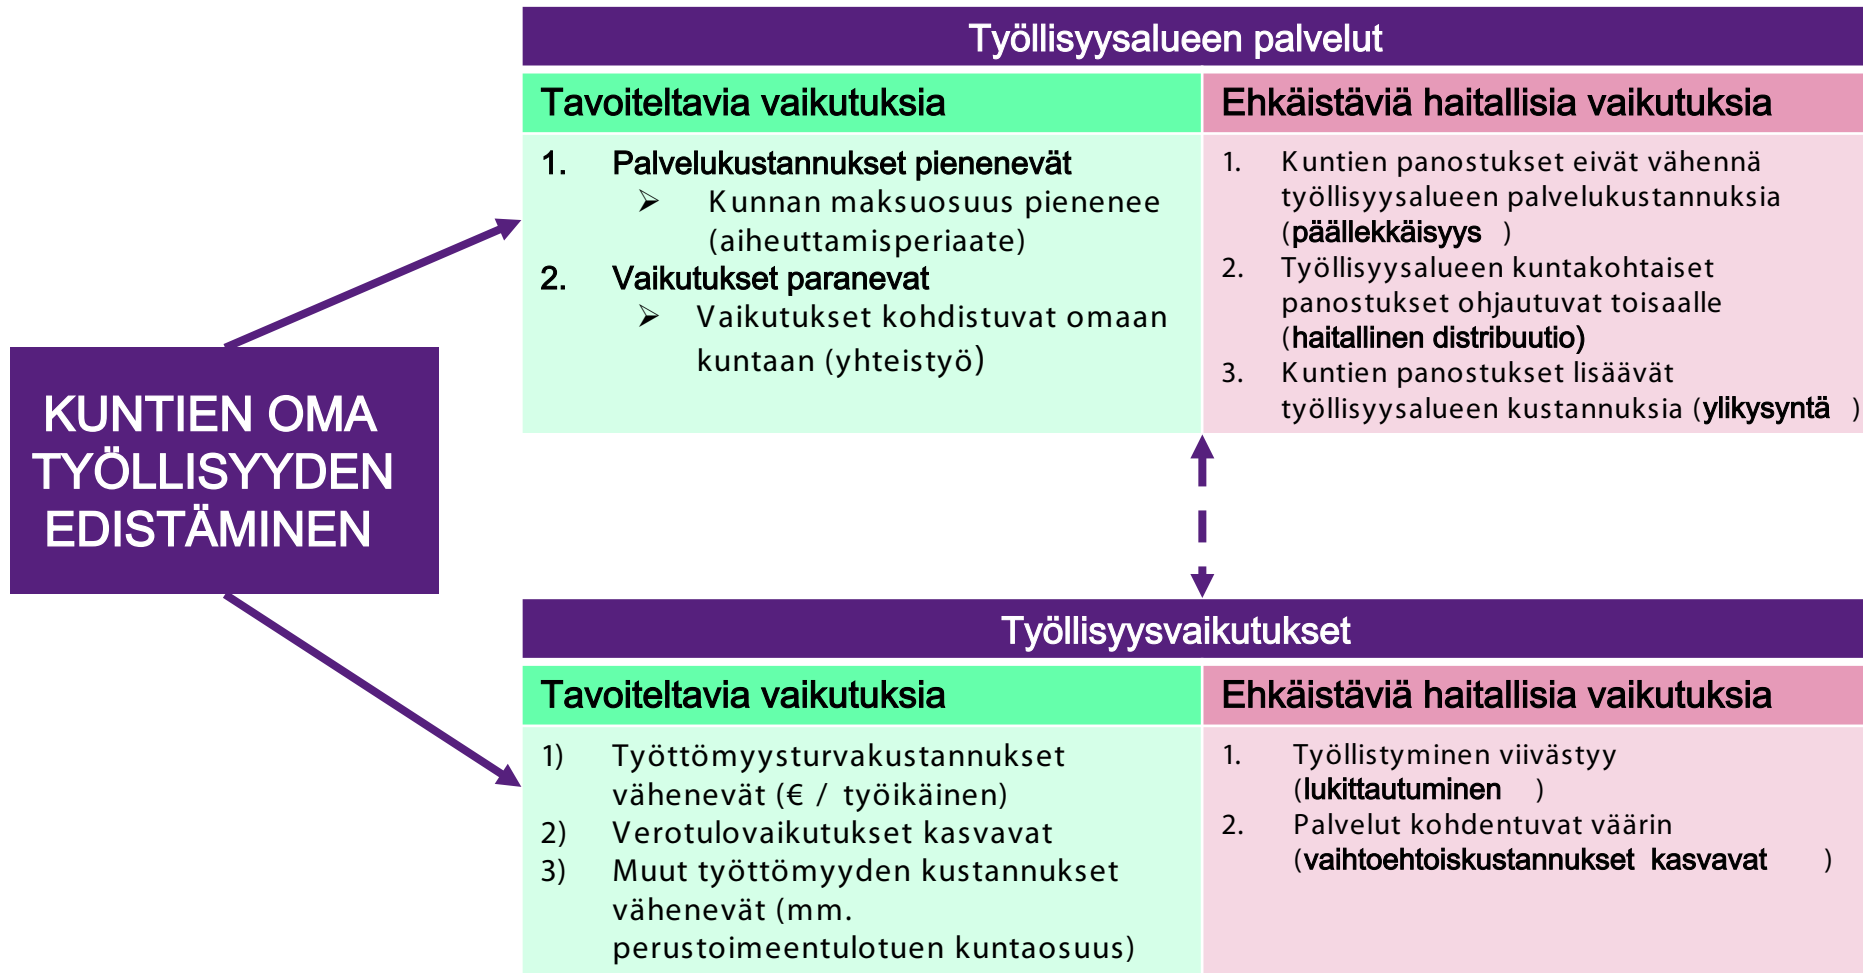 KUNTIEN OMA
TYÖLLISYYDEN
EDISTÄMINEN
Työllisyysalueen palvelut
Tavoiteltavia vaikutuksia
1. Palvelukustannukset pienenevät
➢ Kunnan maksuosuus pienenee
(aiheuttamisperiaate)
2. Vaikutukset paranevat
➢ Vaikutukset kohdistuvat omaan
kuntaan (yhteistyö)
Ehkäistäviä haitallisia vaikutuksia
1. Kuntien panostukset eivät vähennä
työllisyysalueen palvelukustannuksia
(päällekkäisyys )
2. Työllisyysalueen kuntakohtaiset
panostukset ohjautuvat toisaalle
(haitallinen distribuutio)
3. Kuntien panostukset lisäävät
työllisyysalueen kustannuksia (ylikysyntä )
Työllisyysvaikutukset
Tavoiteltavia vaikutuksia
1) Työttömyysturvakustannukset
vähenevät (€ / työikäinen)
2) Verotulovaikutukset kasvavat
3) Muut työttömyyden kustannukset
vähenevät (mm.
perustoimeentulotuen kuntaosuus)
Ehkäistäviä haitallisia vaikutuksia
1. Työllistyminen viivästyy
(lukittautuminen )
2. Palvelut kohdentuvat väärin
(vaihtoehtoiskustannukset kasvavat )